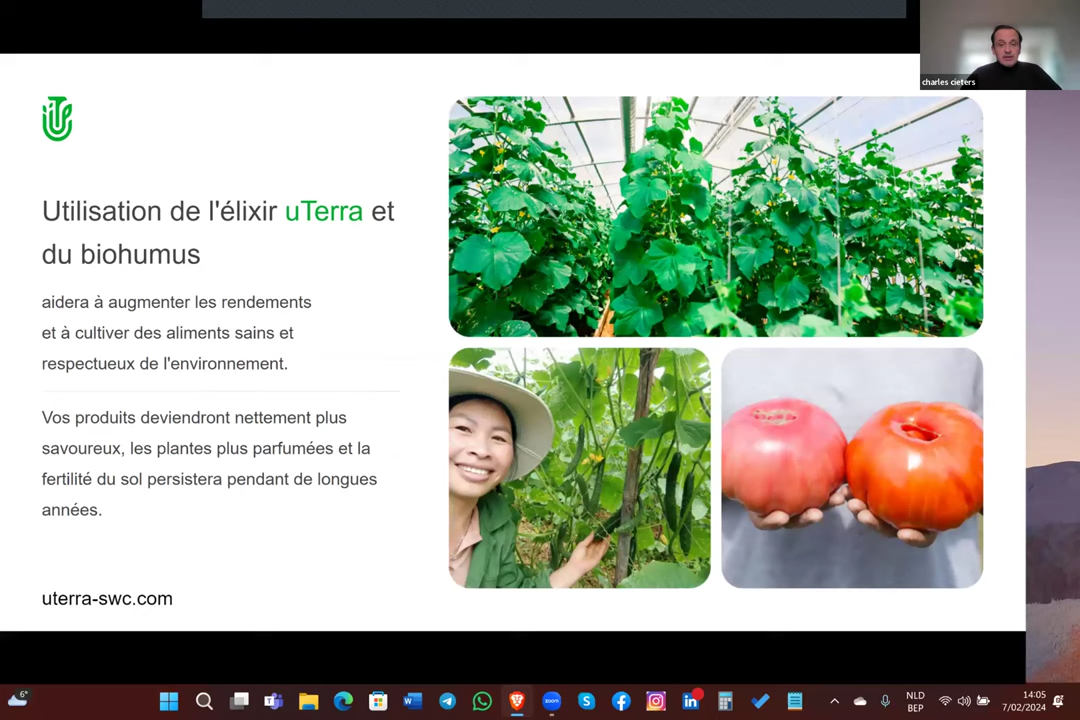 charles cieters
Utilisation de l'élixir uTerra et
du biohumus
aidera à augmenter les rendements
et à cultiver des aliments sains et
respectueux de l'environnement.
Vos produits deviendront nettement plus
savoureux, les plantes plus parfumées et la
fertilité du sol persistera pendant de longues
années.
uterra-swc.com
6°
zoom
NLD
BEP
14:05
7/02/2024